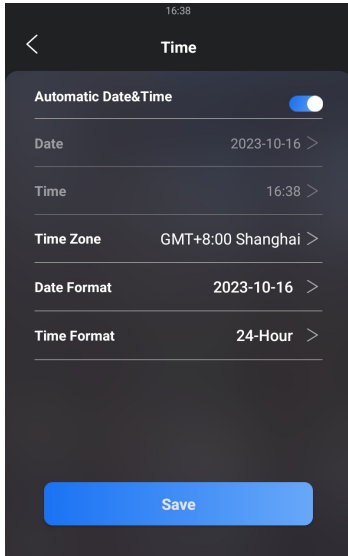 16:38
Time
Automatic Date&Time
Date 2023-10-16 >
Time 16:38 >
Time Zone GMT+8:00 Shanghai >
Date Format 2023-10-16 >
Time Format 24-Hour >
Save